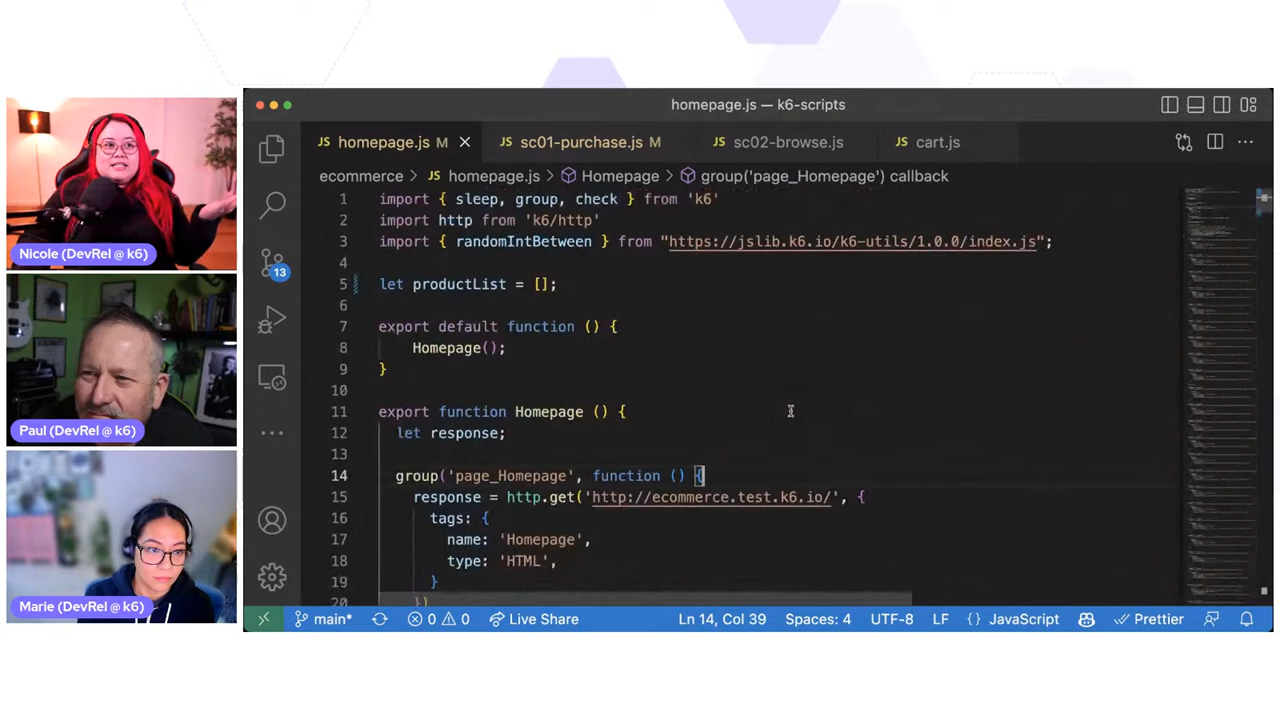 Nicole (DevRel @ k6)
Paul (DevRel @ k6)
Marie (DevRel @ k6)
homepage.js — k6-scripts
JS homepage.js M
JS sc01-purchase.js M
JS sc02-browse.js
JS cart.js
ecommerce > JS homepage.js > Homepage > group('page_Homepage') callback
13
1 import { sleep, group, check } from 'k6'
2 import http from 'k6/http'
3 import { randomIntBetween } from "https://jslib.k6.io/k6-utils/1.0.0/index.js";
4
5 let productList = [];
6
7 export default function () {
8 Homepage();
9 }
10
11 export function Homepage () {
12 let response;
13
14 group('page_Homepage', function () {
15 response = http.get('http://ecommerce.test.k6.io/', {
16 tags: {
17 name: 'Homepage',
18 type: 'HTML',
19 }
20 })
main* 0 0 Live Share Ln 14, Col 39 Spaces: 4 UTF-8 LF {} JavaScript Prettier